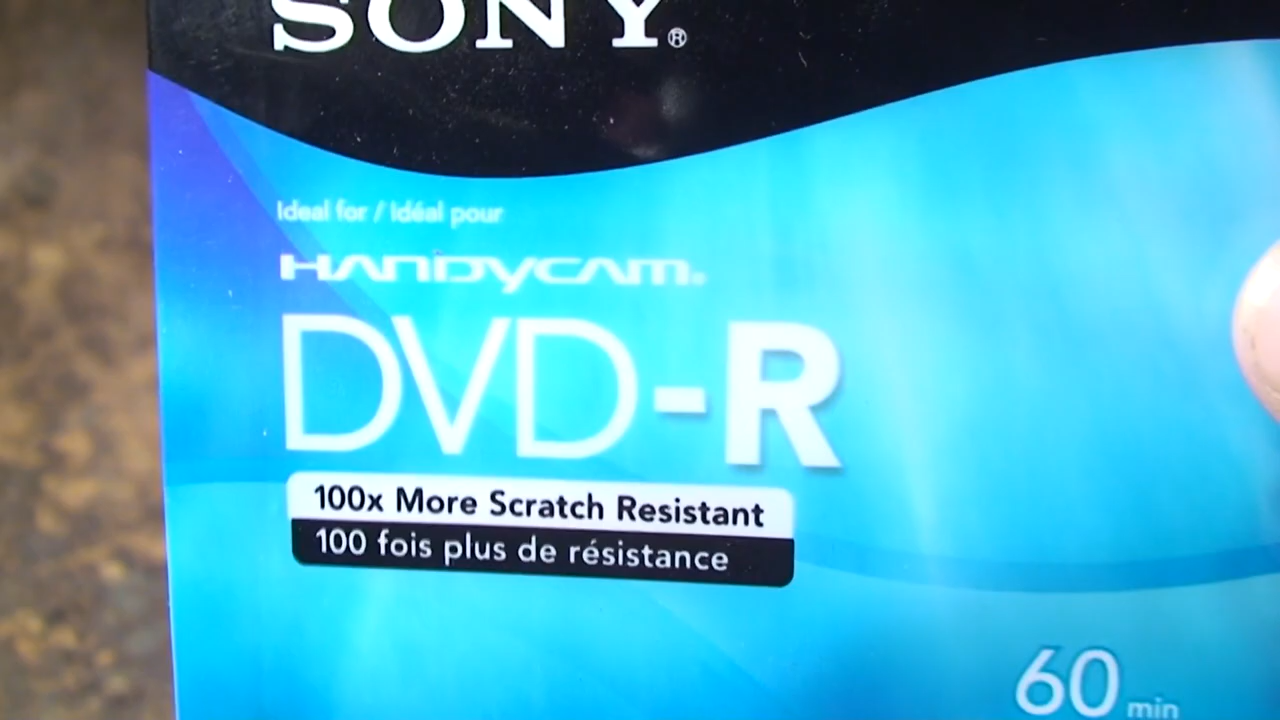 SONY®
Ideal for / Idéal pour
HANDYCAM®
DVD-R
100x More Scratch Resistant
100 fois plus de résistance
60 min